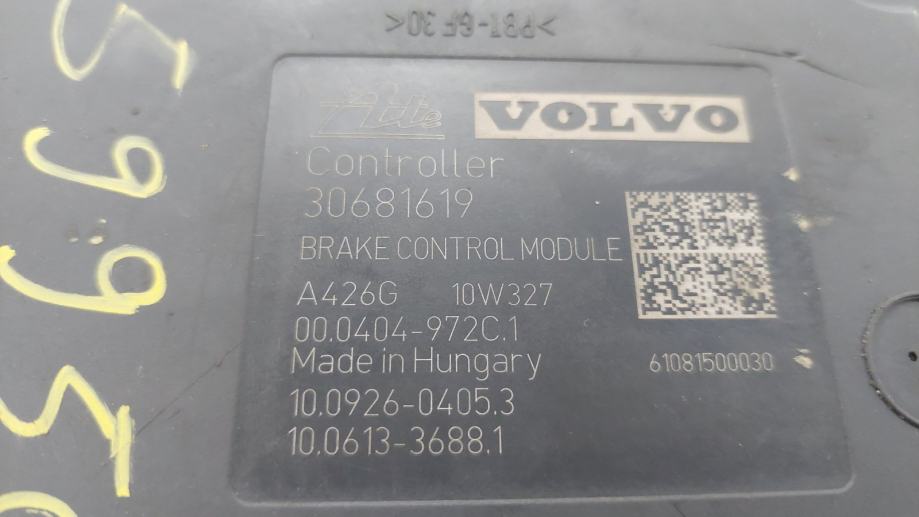 >PBT-GF30<
Ate VOLVO
Controller
30681619
BRAKE CONTROL MODULE
A426G 10W327
00.0404-972C.1
Made in Hungary
61081500030
10.0926-0405.3
10.0613-3688.1